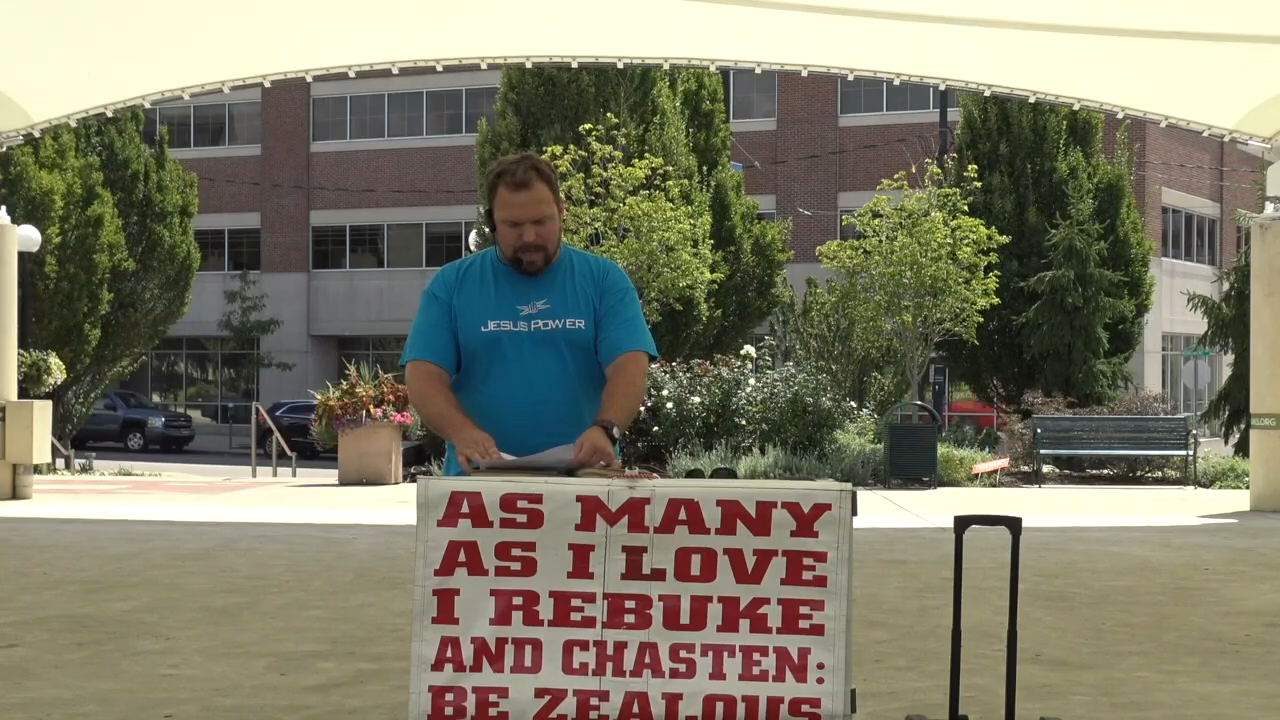 JESUS POWER
AS MANY
AS I LOVE
I REBUKE
AND CHASTEN:
BE ZEALOUS